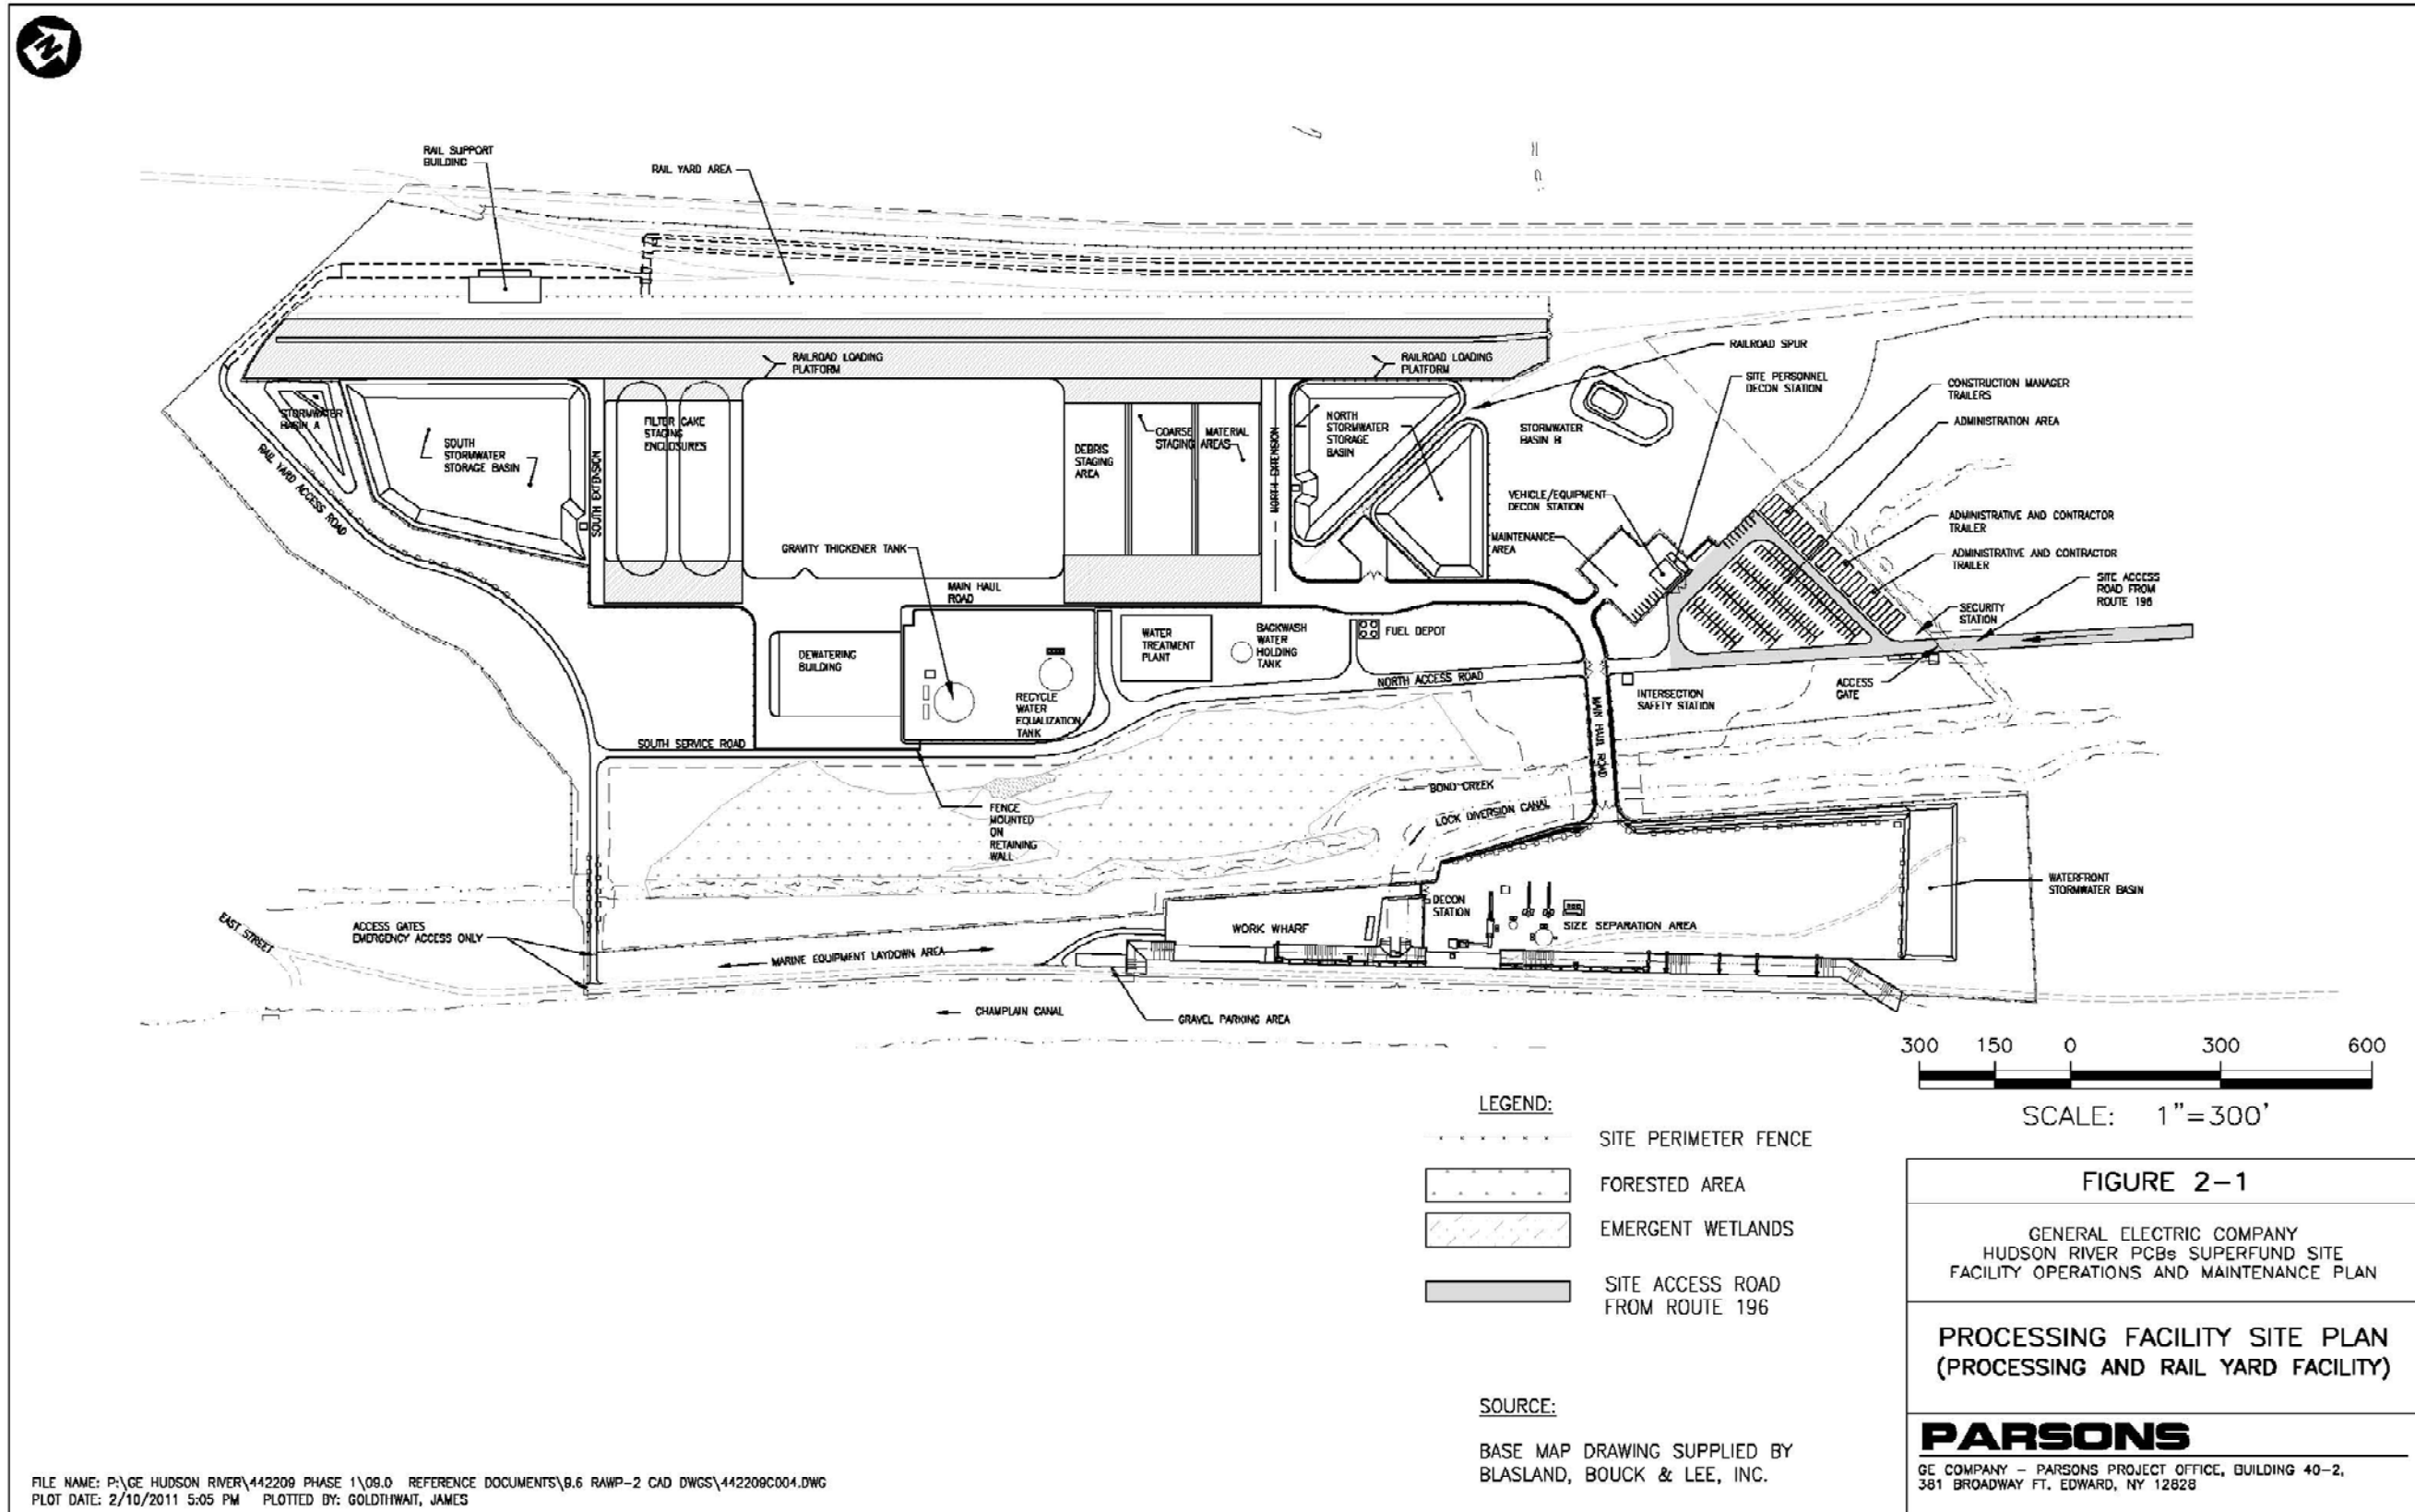 RAIL SUPPORT
BUILDING
RAIL YARD AREA
RAILROAD LOADING
PLATFORM
RAILROAD LOADING
PLATFORM
RAILROAD SPUR
SITE PERSONNEL
DECON STATION
CONSTRUCTION MANAGER
TRAILERS
ADMINISTRATION AREA
STORMWATER
BASIN A
SOUTH
STORMWATER
STORAGE BASIN
SOUTH EXTENSION
FILTER CAKE
STAGING
ENCLOSURES
DEBRIS
STAGING
AREA
COARSE MATERIAL
STAGING AREAS
NORTH EXTENSION
NORTH
STORMWATER
STORAGE
BASIN
STORMWATER
BASIN B
VEHICLE/EQUIPMENT
DECON STATION
MAINTENANCE
AREA
ADMINISTRATIVE AND CONTRACTOR
TRAILER
ADMINISTRATIVE AND CONTRACTOR
TRAILER
SITE ACCESS
ROAD FROM
ROUTE 196
SECURITY
STATION
RAIL YARD ACCESS ROAD
GRAVITY THICKENER TANK
MAIN HAUL
ROAD
DEWATERING
BUILDING
RECYCLE
WATER
EQUALIZATION
TANK
WATER
TREATMENT
PLANT
BACKWASH
WATER
HOLDING
TANK
FUEL DEPOT
NORTH ACCESS ROAD
INTERSECTION
SAFETY STATION
ACCESS
GATE
MAIN HAUL ROAD
SOUTH SERVICE ROAD
FENCE
MOUNTED
ON
RETAINING
WALL
BOND CREEK
LOCK DIVERSION CANAL
WATERFRONT
STORMWATER BASIN
EAST STREET
ACCESS GATES
EMERGENCY ACCESS ONLY
MARINE EQUIPMENT LAYDOWN AREA
WORK WHARF
DECON
STATION
SIZE SEPARATION AREA
CHAMPLAIN CANAL
GRAVEL PARKING AREA
300 150 0 300 600
SCALE: 1"=300'
LEGEND:
SITE PERIMETER FENCE
FORESTED AREA
EMERGENT WETLANDS
SITE ACCESS ROAD
FROM ROUTE 196
SOURCE:
BASE MAP DRAWING SUPPLIED BY
BLASLAND, BOUCK & LEE, INC.
FIGURE 2-1
GENERAL ELECTRIC COMPANY
HUDSON RIVER PCBs SUPERFUND SITE
FACILITY OPERATIONS AND MAINTENANCE PLAN
PROCESSING FACILITY SITE PLAN
(PROCESSING AND RAIL YARD FACILITY)
PARSONS
GE COMPANY - PARSONS PROJECT OFFICE, BUILDING 40-2,
381 BROADWAY FT. EDWARD, NY 12828
FILE NAME: P:\GE HUDSON RIVER\442209 PHASE 1\09.0 REFERENCE DOCUMENTS\9.6 RAWP-2 CAD DWGS\442209C004.DWG
PLOT DATE: 2/10/2011 5:05 PM PLOTTED BY: GOLDTHWAIT, JAMES